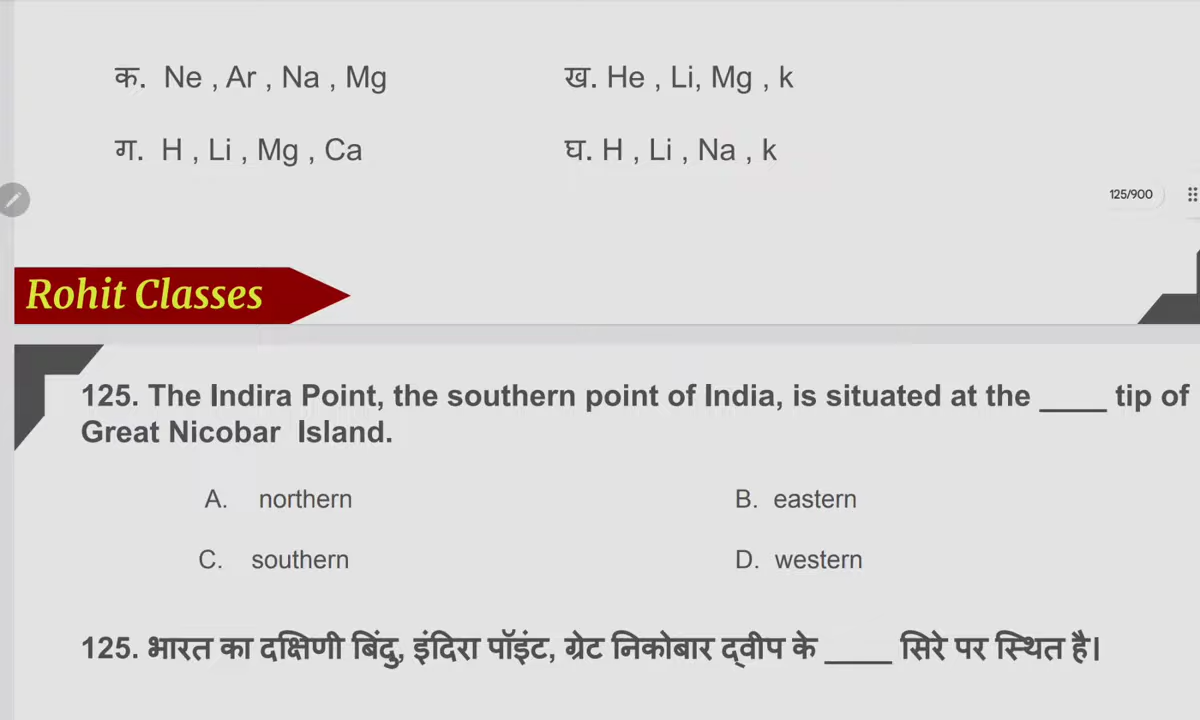 क. Ne , Ar , Na , Mg
ख. He , Li, Mg , k
ग. H , Li , Mg , Ca
घ. H , Li , Na , k
125/900
Rohit Classes
125. The Indira Point, the southern point of India, is situated at the ____ tip of
Great Nicobar Island.
A. northern
B. eastern
C. southern
D. western
125. भारत का दक्षिणी बिंदु, इंदिरा पॉइंट, ग्रेट निकोबार द्वीप के ____ सिरे पर स्थित है।